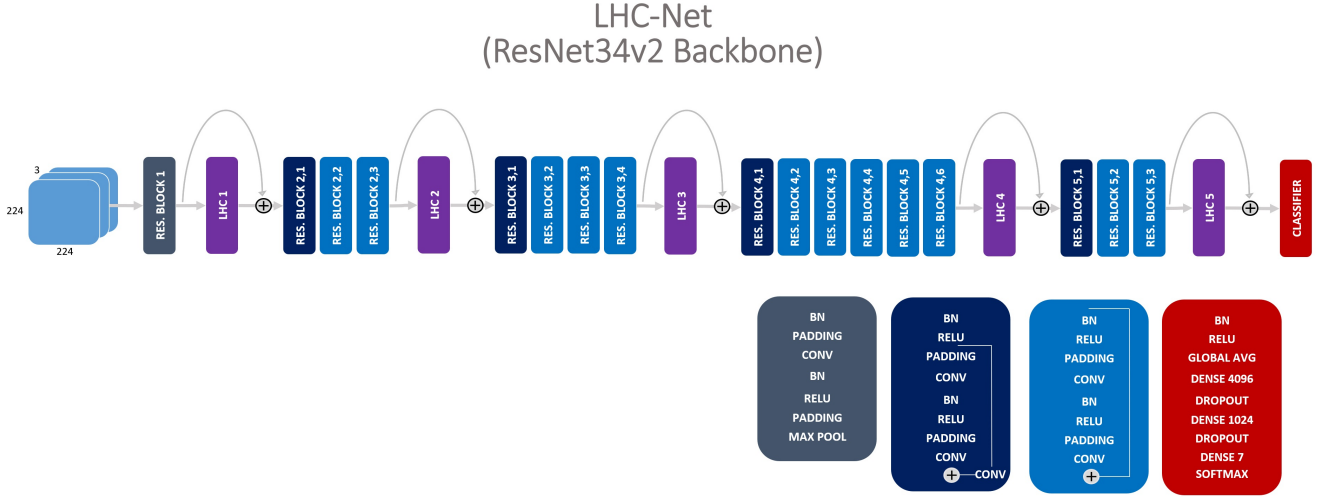 LHC-Net
(ResNet34v2 Backbone)
3
224
224
RES. BLOCK 1
LHC 1
RES. BLOCK 2,1
RES. BLOCK 2,2
RES. BLOCK 2,3
LHC 2
RES. BLOCK 3,1
RES. BLOCK 3,2
RES. BLOCK 3,3
RES. BLOCK 3,4
LHC 3
RES. BLOCK 4,1
RES. BLOCK 4,2
RES. BLOCK 4,3
RES. BLOCK 4,4
RES. BLOCK 4,5
RES. BLOCK 4,6
LHC 4
RES. BLOCK 5,1
RES. BLOCK 5,2
RES. BLOCK 5,3
LHC 5
CLASSIFIER
BN
PADDING
CONV
BN
RELU
PADDING
MAX POOL
BN
RELU
PADDING
CONV
BN
RELU
PADDING
CONV
CONV
BN
RELU
PADDING
CONV
BN
RELU
PADDING
CONV
BN
RELU
GLOBAL AVG
DENSE 4096
DROPOUT
DENSE 1024
DROPOUT
DENSE 7
SOFTMAX